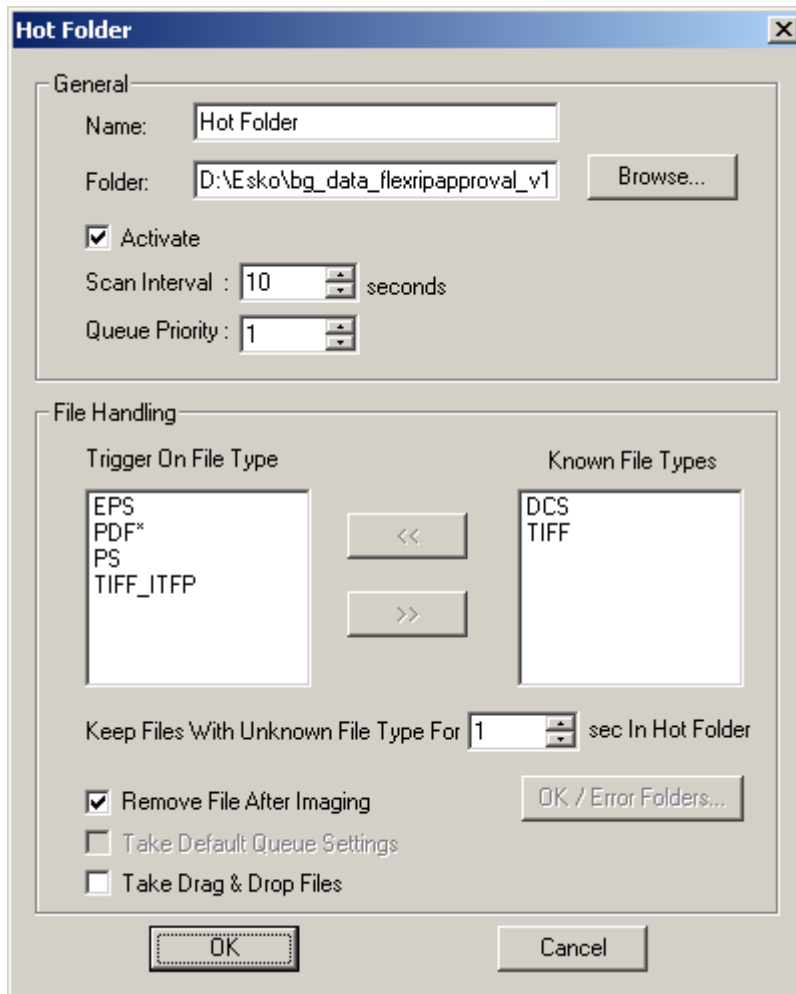 Hot Folder
General
Name: Hot Folder
Folder: D:\Esko\bg_data_flexripapproval_v1 Browse...
Activate
Scan Interval : 10 seconds
Queue Priority : 1
File Handling
Trigger On File Type Known File Types
EPS
PDF*
PS
TIFF_ITFP
<<
>>
DCS
TIFF
Keep Files With Unknown File Type For 1 sec In Hot Folder
Remove File After Imaging OK / Error Folders...
Take Default Queue Settings
Take Drag & Drop Files
OK Cancel